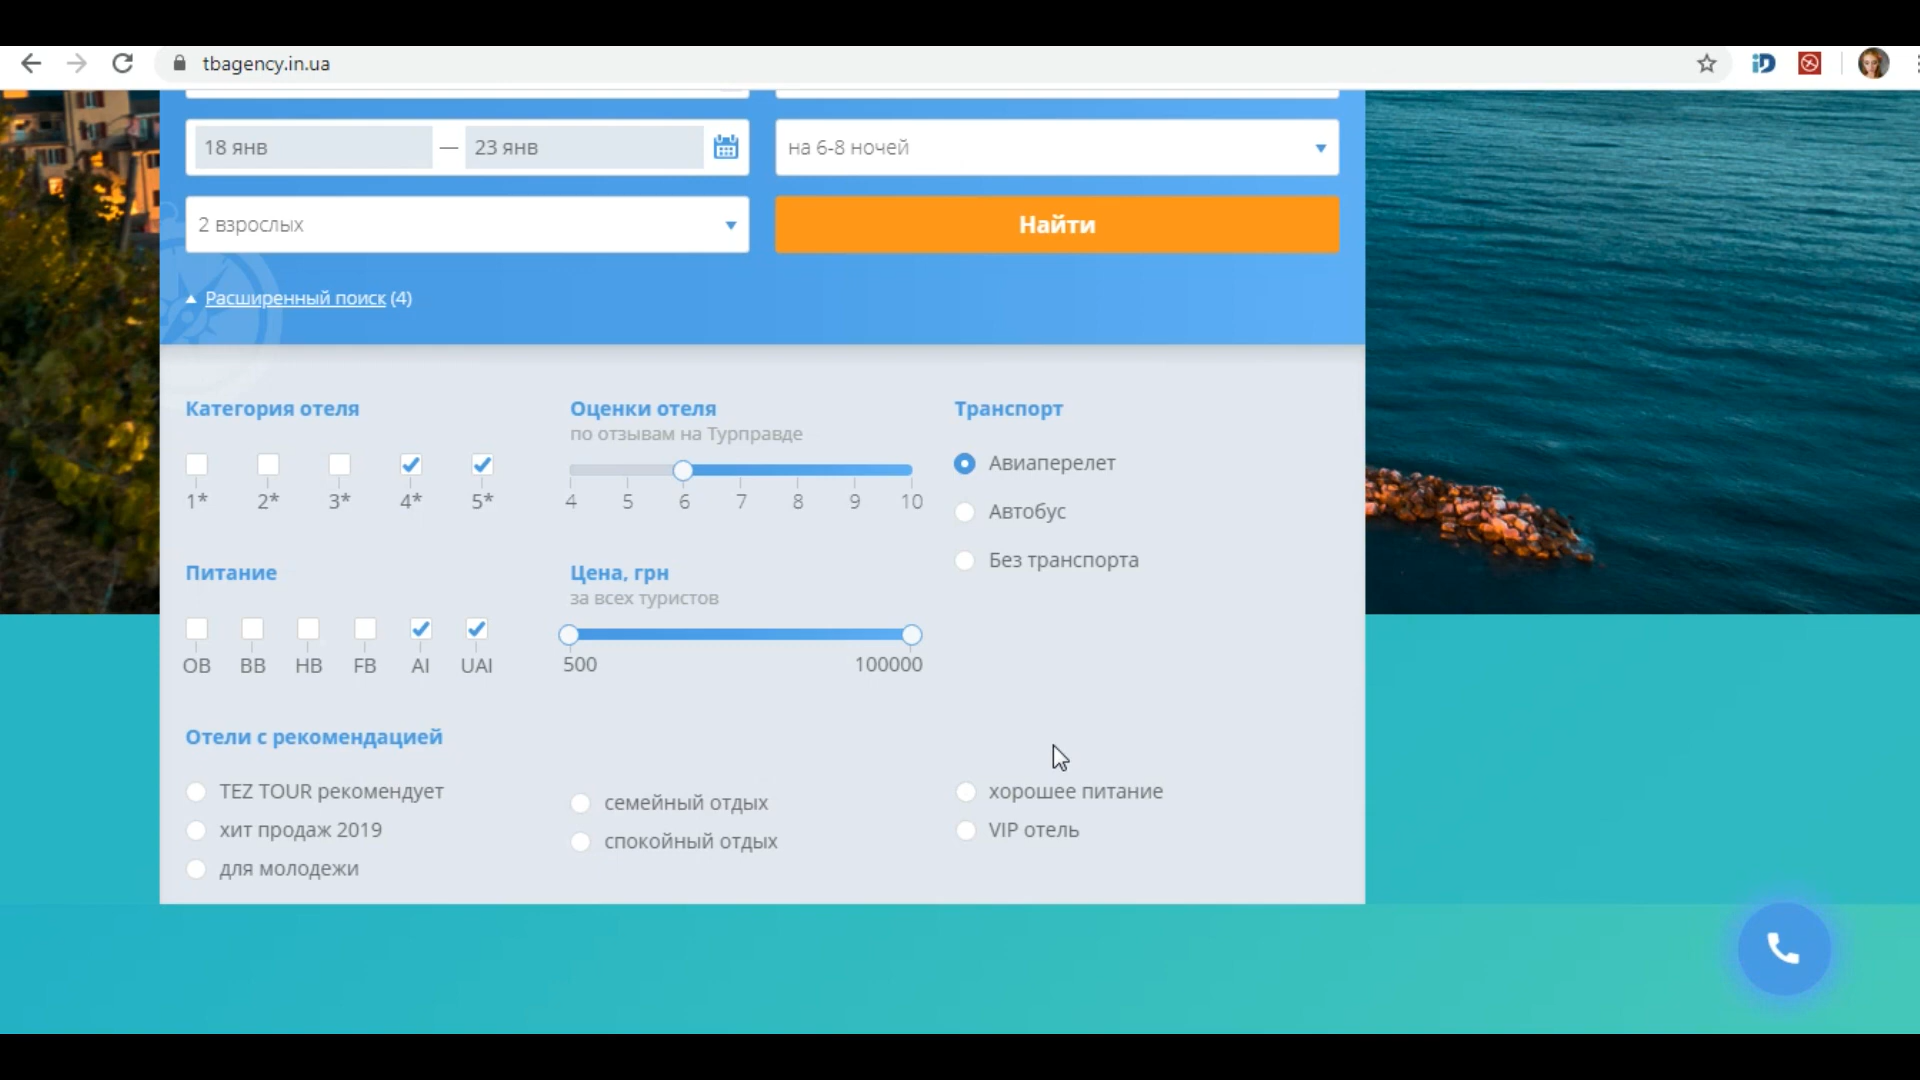 tbagency.in.ua
18 янв — 23 янв
на 6-8 ночей
2 взрослых
Найти
Расширенный поиск (4)
Категория отеля
1* 2* 3* 4* 5*
Оценки отеля
по отзывам на Турправде
4 5 6 7 8 9 10
Транспорт
Авиаперелет
Автобус
Без транспорта
Питание
OB BB HB FB AI UAI
Цена, грн
за всех туристов
500 100000
Отели с рекомендацией
TEZ TOUR рекомендует
хит продаж 2019
для молодежи
семейный отдых
спокойный отдых
хорошее питание
VIP отель